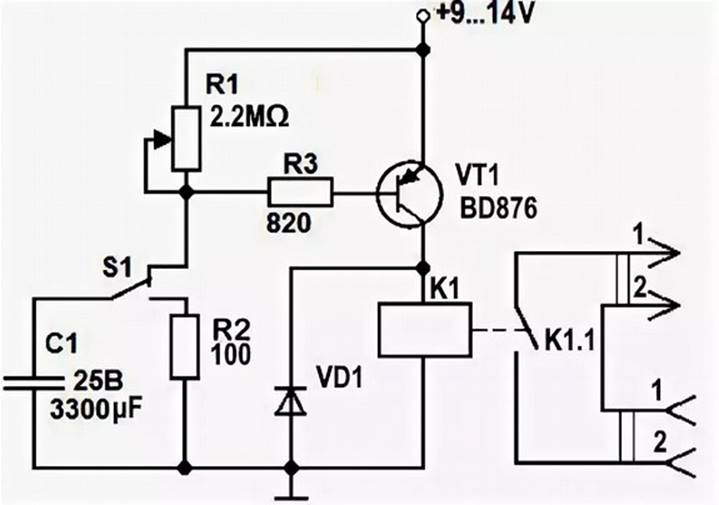 +9...14V
R1
2.2MΩ
R3
820
VT1
BD876
S1
K1
1
2
K1.1
C1
25В
3300µF
R2
100
VD1
1
2